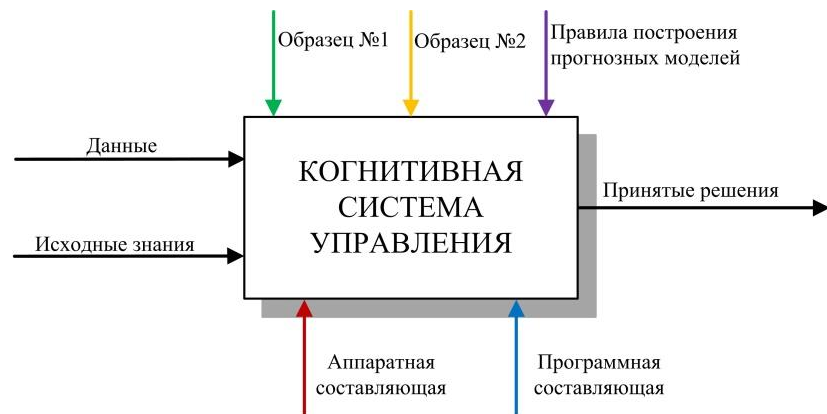 Образец №1
Образец №2
Правила построения
прогнозных моделей
Данные
Исходные знания
КОГНИТИВНАЯ
СИСТЕМА
УПРАВЛЕНИЯ
Принятые решения
Аппаратная
составляющая
Программная
составляющая